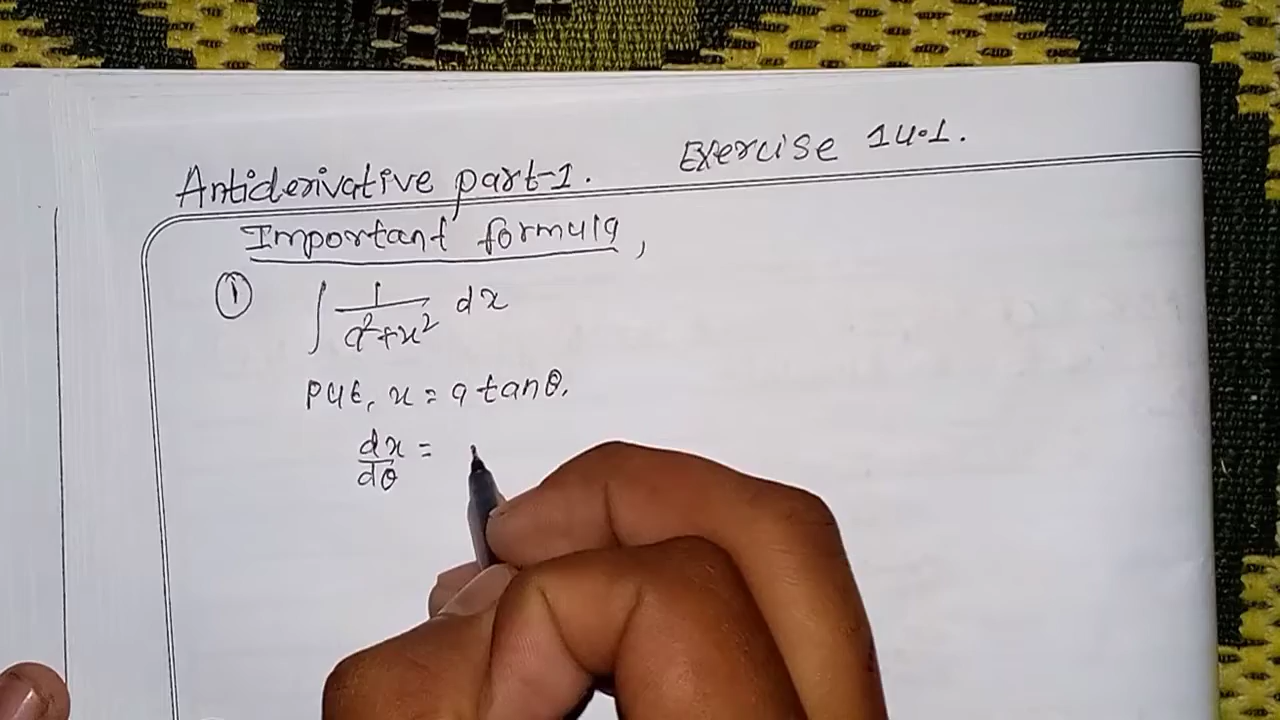 Antiderivative part-1. Exercise 14.1.
Important formula,
① ∫ 1/(a²+x²) dx
Put, x = a tanθ.
dx/dθ =